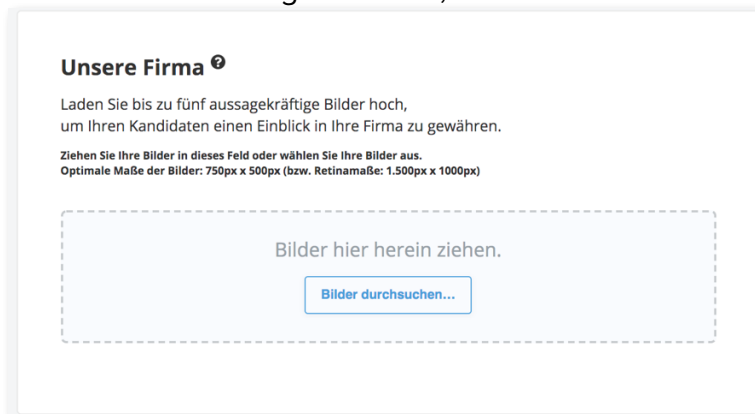 Unsere Firma
Laden Sie bis zu fünf aussagekräftige Bilder hoch,
um Ihren Kandidaten einen Einblick in Ihre Firma zu gewähren.
Ziehen Sie Ihre Bilder in dieses Feld oder wählen Sie Ihre Bilder aus.
Optimale Maße der Bilder: 750px x 500px (bzw. Retinamaße: 1.500px x 1000px)
Bilder hier herein ziehen.
Bilder durchsuchen...